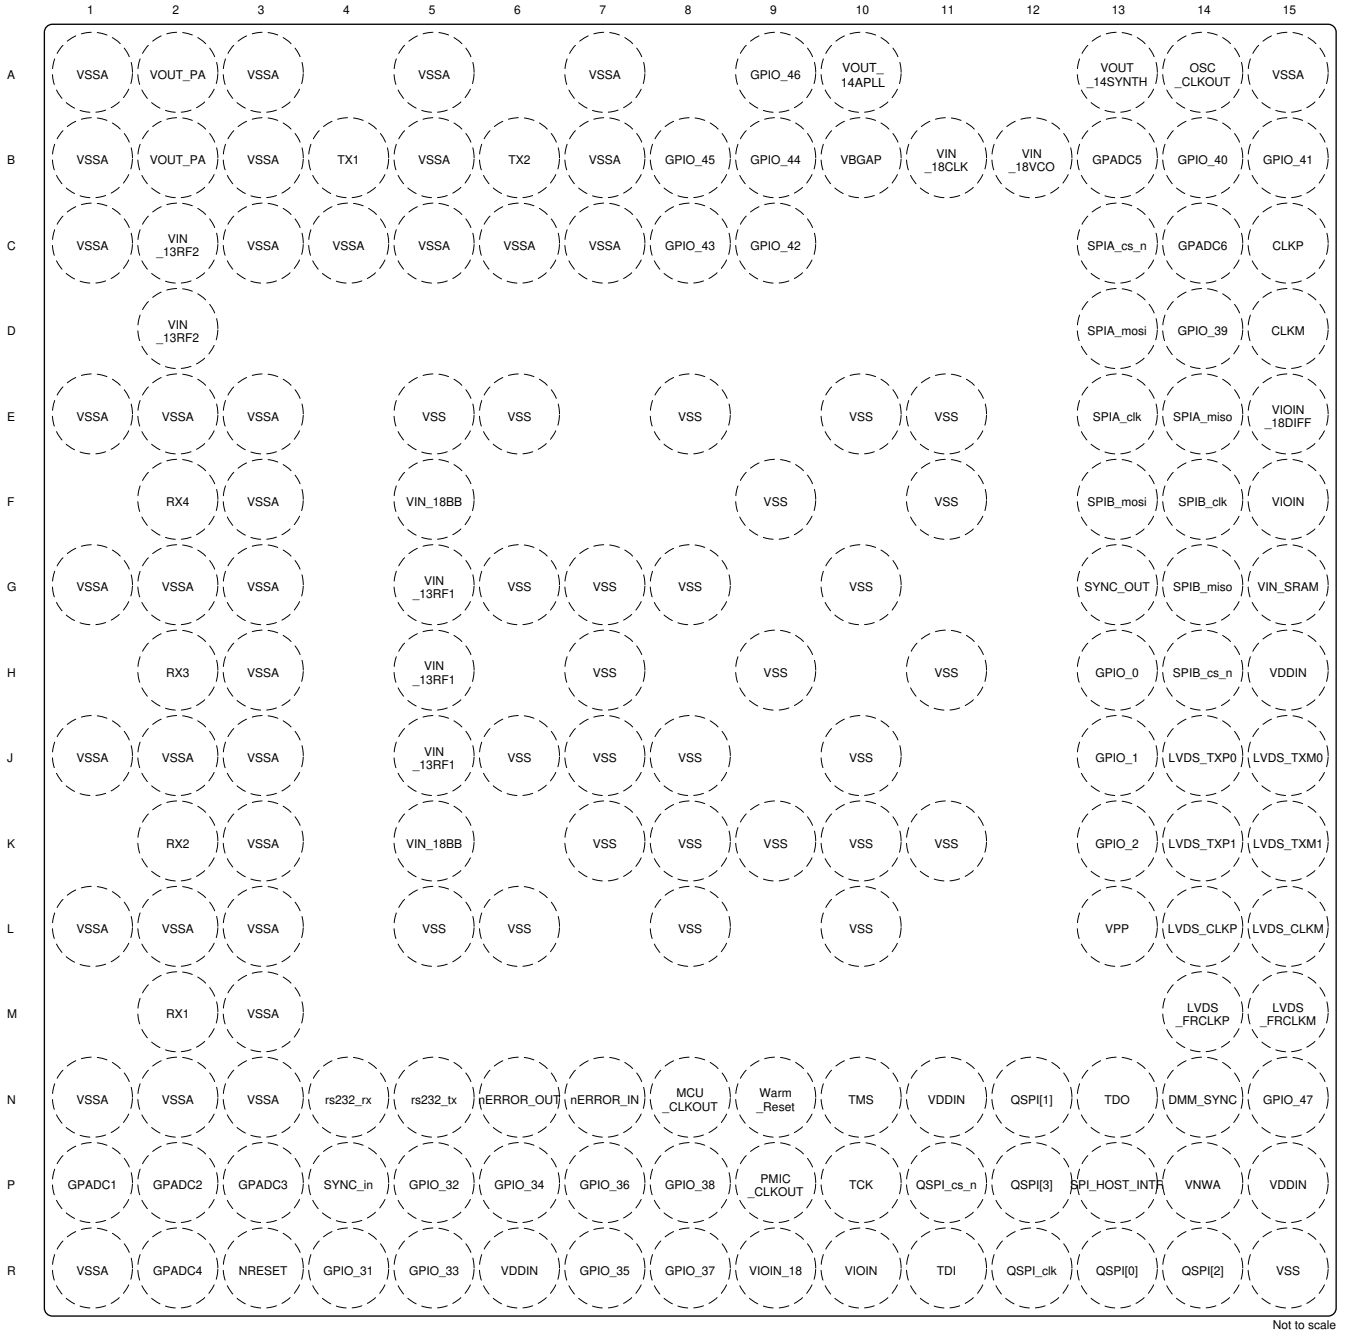 1 2 3 4 5 6 7 8 9 10 11 12 13 14 15
A VSSA VOUT_PA VSSA VSSA VSSA GPIO_46 VOUT_ 14APLL VOUT _14SYNTH OSC _CLKOUT VSSA
B VSSA VOUT_PA VSSA TX1 VSSA TX2 VSSA GPIO_45 GPIO_44 VBGAP VIN _18CLK VIN _18VCO GPADC5 GPIO_40 GPIO_41
C VSSA VIN _13RF2 VSSA VSSA VSSA VSSA VSSA GPIO_43 GPIO_42 SPIA_cs_n GPADC6 CLKP
D VIN _13RF2 SPIA_mosi GPIO_39 CLKM
E VSSA VSSA VSSA VSS VSS VSS VSS VSS SPIA_clk SPIA_miso VIOIN _18DIFF
F RX4 VSSA VIN_18BB VSS VSS SPIB_mosi SPIB_clk VIOIN
G VSSA VSSA VSSA VIN _13RF1 VSS VSS VSS VSS SYNC_OUT SPIB_miso VIN_SRAM
H RX3 VSSA VIN _13RF1 VSS VSS VSS GPIO_0 SPIB_cs_n VDDIN
J VSSA VSSA VSSA VIN _13RF1 VSS VSS VSS VSS GPIO_1 LVDS_TXP0 LVDS_TXM0
K RX2 VSSA VIN_18BB VSS VSS VSS VSS VSS GPIO_2 LVDS_TXP1 LVDS_TXM1
L VSSA VSSA VSSA VSS VSS VSS VSS VPP LVDS_CLKP LVDS_CLKM
M RX1 VSSA LVDS _FRCLKP LVDS _FRCLKM
N VSSA VSSA VSSA rs232_rx rs232_tx nERROR_OUT nERROR_IN MCU _CLKOUT Warm _Reset TMS VDDIN QSPI[1] TDO DMM_SYNC GPIO_47
P GPADC1 GPADC2 GPADC3 SYNC_in GPIO_32 GPIO_34 GPIO_36 GPIO_38 PMIC _CLKOUT TCK QSPI_cs_n QSPI[3] SPI_HOST_INTR VNWA VDDIN
R VSSA GPADC4 NRESET GPIO_31 GPIO_33 VDDIN GPIO_35 GPIO_37 VIOIN_18 VIOIN TDI QSPI_clk QSPI[0] QSPI[2] VSS
Not to scale